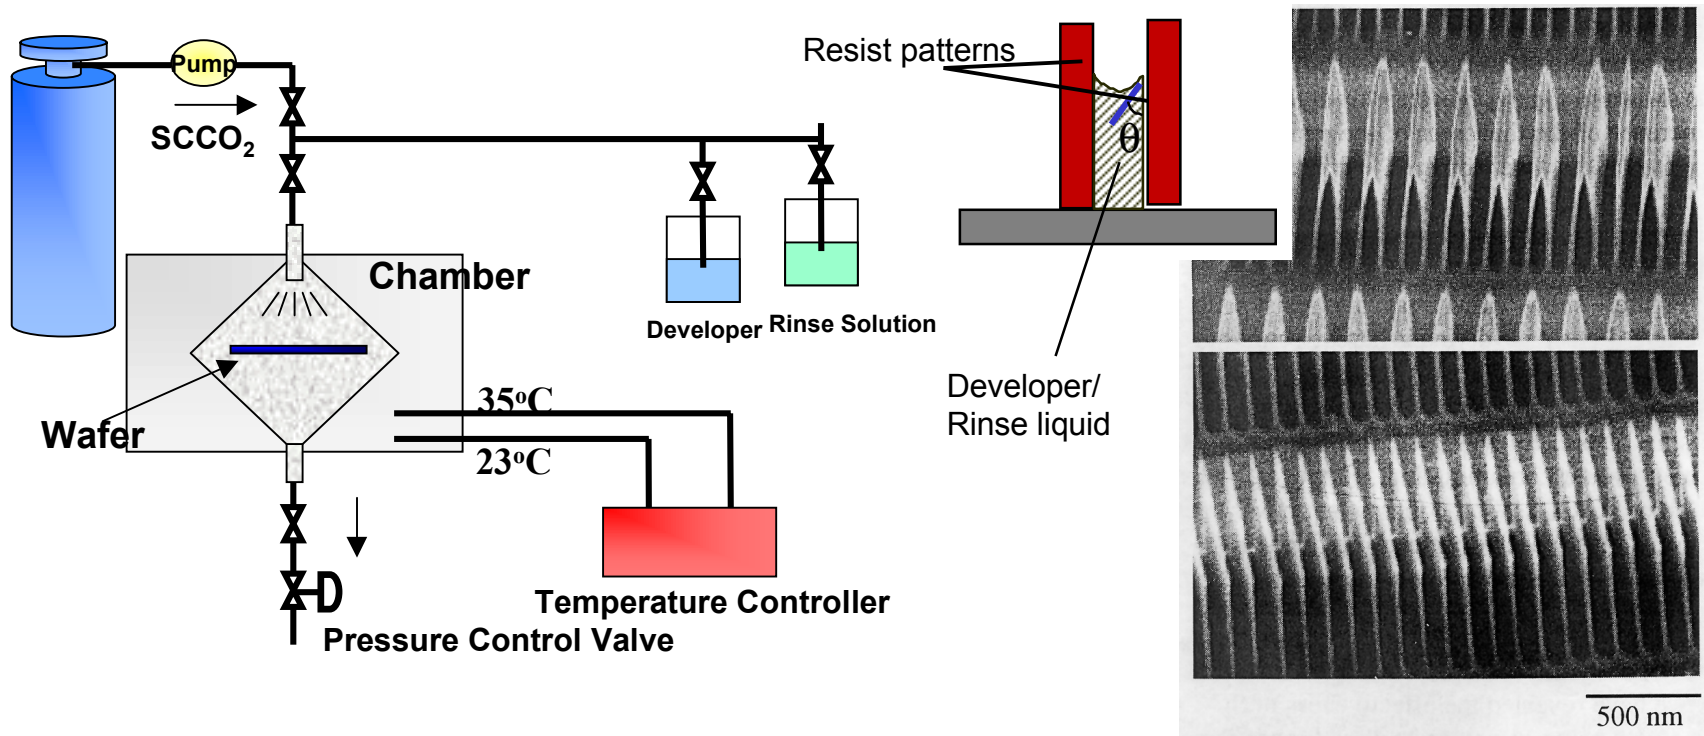 Pump
SCCO₂
Chamber
Developer
Rinse Solution
Wafer
35°C
23°C
Temperature Controller
Pressure Control Valve
Resist patterns
θ
Developer/
Rinse liquid
500 nm